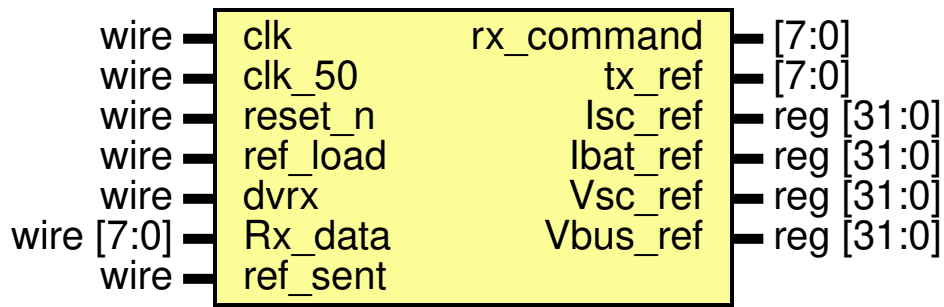 wire clk rx_command [7:0]
wire clk_50 tx_ref [7:0]
wire reset_n Isc_ref reg [31:0]
wire ref_load Ibat_ref reg [31:0]
wire dvrx Vsc_ref reg [31:0]
wire [7:0] Rx_data Vbus_ref reg [31:0]
wire ref_sent